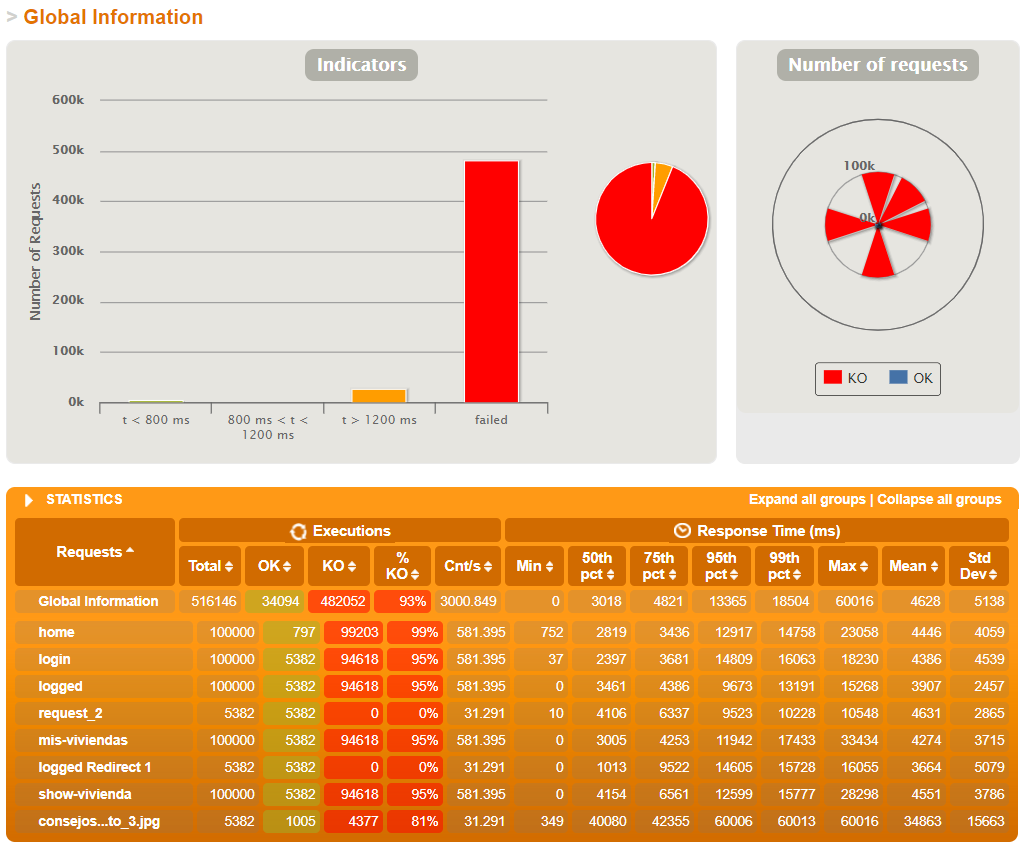 > Global Information
Indicators
Number of requests
Number of Requests
600k
500k
400k
300k
200k
100k
0k
t < 800 ms
800 ms < t <
1200 ms
t > 1200 ms
failed
100k
0k
KO
OK
STATISTICS
Expand all groups | Collapse all groups
Requests
Executions
Response Time (ms)
Total
OK
KO
%
KO
Cnt/s
Min
50th
pct
75th
pct
95th
pct
99th
pct
Max
Mean
Std
Dev
Global Information 516146 34094 482052 93% 3000.849 0 3018 4821 13365 18504 60016 4628 5138
home 100000 797 99203 99% 581.395 752 2819 3436 12917 14758 23058 4446 4059
login 100000 5382 94618 95% 581.395 37 2397 3681 14809 16063 18230 4386 4539
logged 100000 5382 94618 95% 581.395 0 3461 4386 9673 13191 15268 3907 2457
request_2 5382 5382 0 0% 31.291 10 4106 6337 9523 10228 10548 4631 2865
mis-viviendas 100000 5382 94618 95% 581.395 0 3005 4253 11942 17433 33434 4274 3715
logged Redirect 1 5382 5382 0 0% 31.291 0 1013 9522 14605 15728 16055 3664 5079
show-vivienda 100000 5382 94618 95% 581.395 0 4154 6561 12599 15777 28298 4551 3786
consejos...to_3.jpg 5382 1005 4377 81% 31.291 349 40080 42355 60006 60013 60016 34863 15663